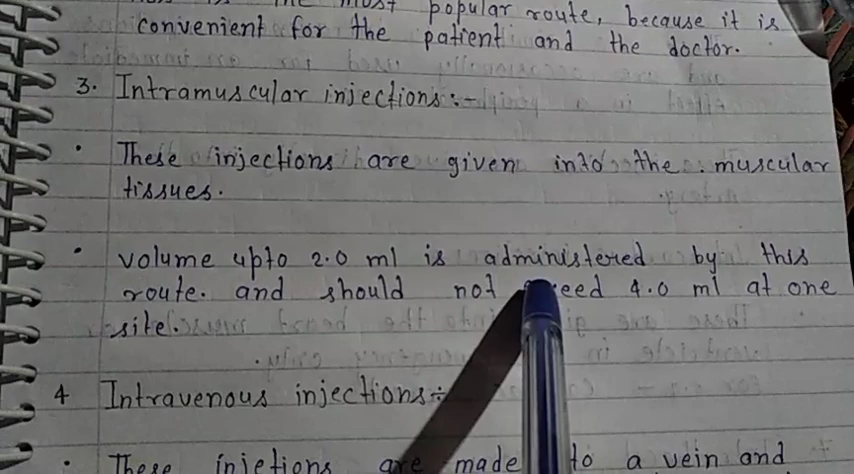 most popular route, because it is
convenient for the patient and the doctor.
3. Intramuscular injections:-
• These injections are given into the muscular
tissues.
• volume upto 2.0 ml is administered by this
route. and should not 4.0 ml at one
site.
4 Intravenous injections:-
• These injetions are made to a vein and